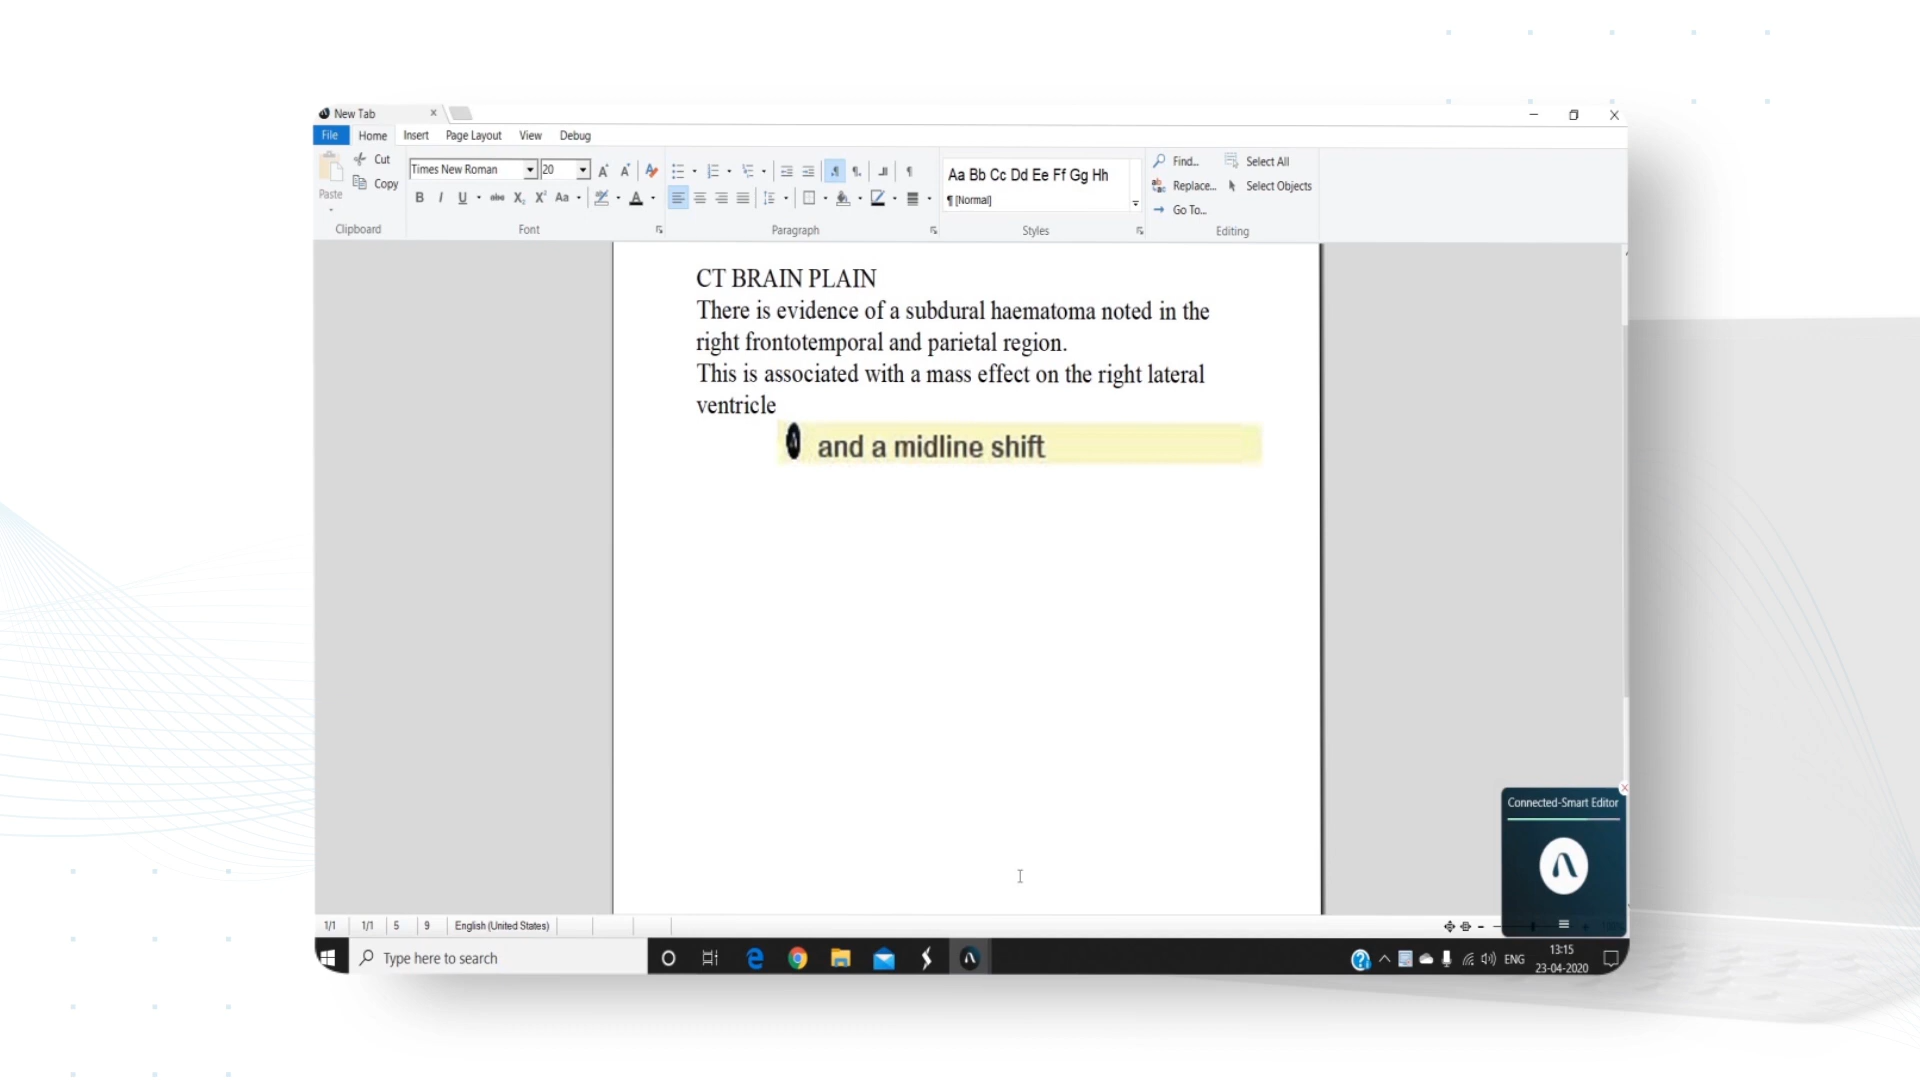 New Tab
File Home Insert Page Layout View Debug
Cut
Times New Roman 20
Aa Bb Cc Dd Ee Ff Gg Hh
Find... Select All
Paste Copy
B I U abc X₂ X² Aa A
¶ [Normal]
Replace... Select Objects
Go To...
Clipboard Font Paragraph Styles Editing
CT BRAIN PLAIN
There is evidence of a subdural haematoma noted in the
right frontotemporal and parietal region.
This is associated with a mass effect on the right lateral
ventricle
and a midline shift
Connected-Smart Editor
1/1 1/1 5 9 English (United States)
Type here to search
ENG
13:15
23-04-2020